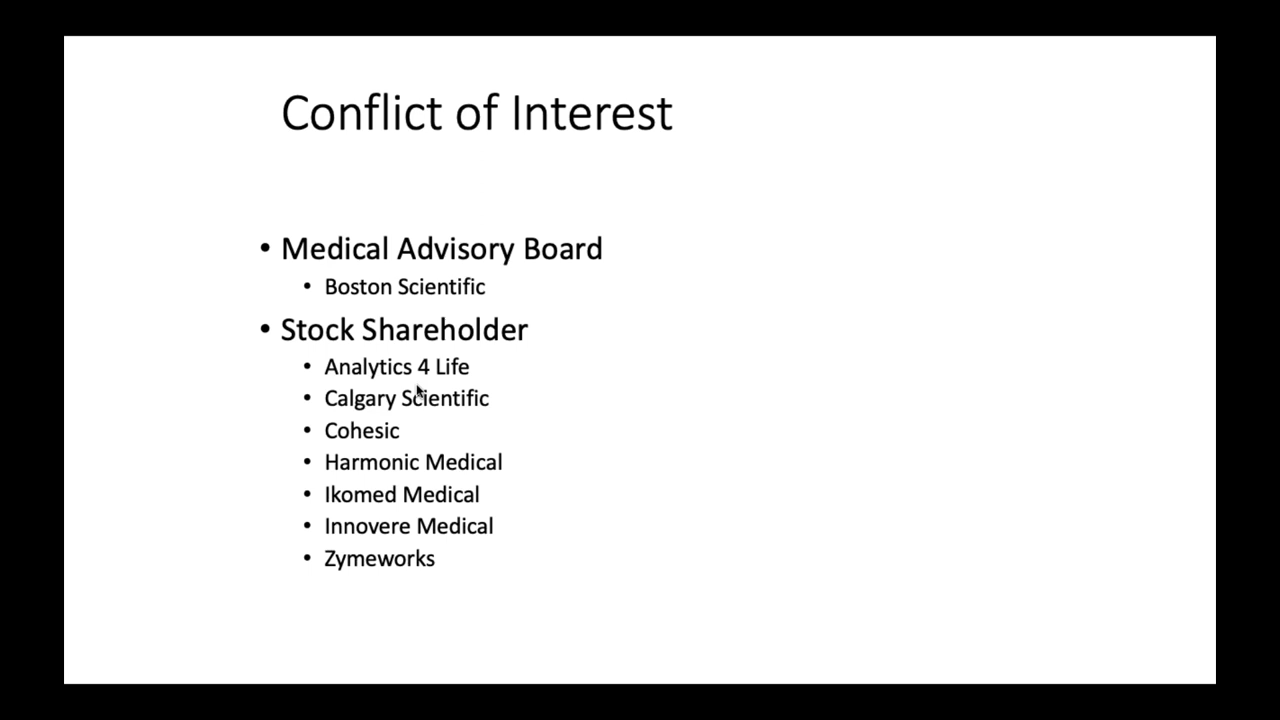 Conflict of Interest
• Medical Advisory Board
• Boston Scientific
• Stock Shareholder
• Analytics 4 Life
• Calgary Scientific
• Cohesic
• Harmonic Medical
• Ikomed Medical
• Innovere Medical
• Zymeworks